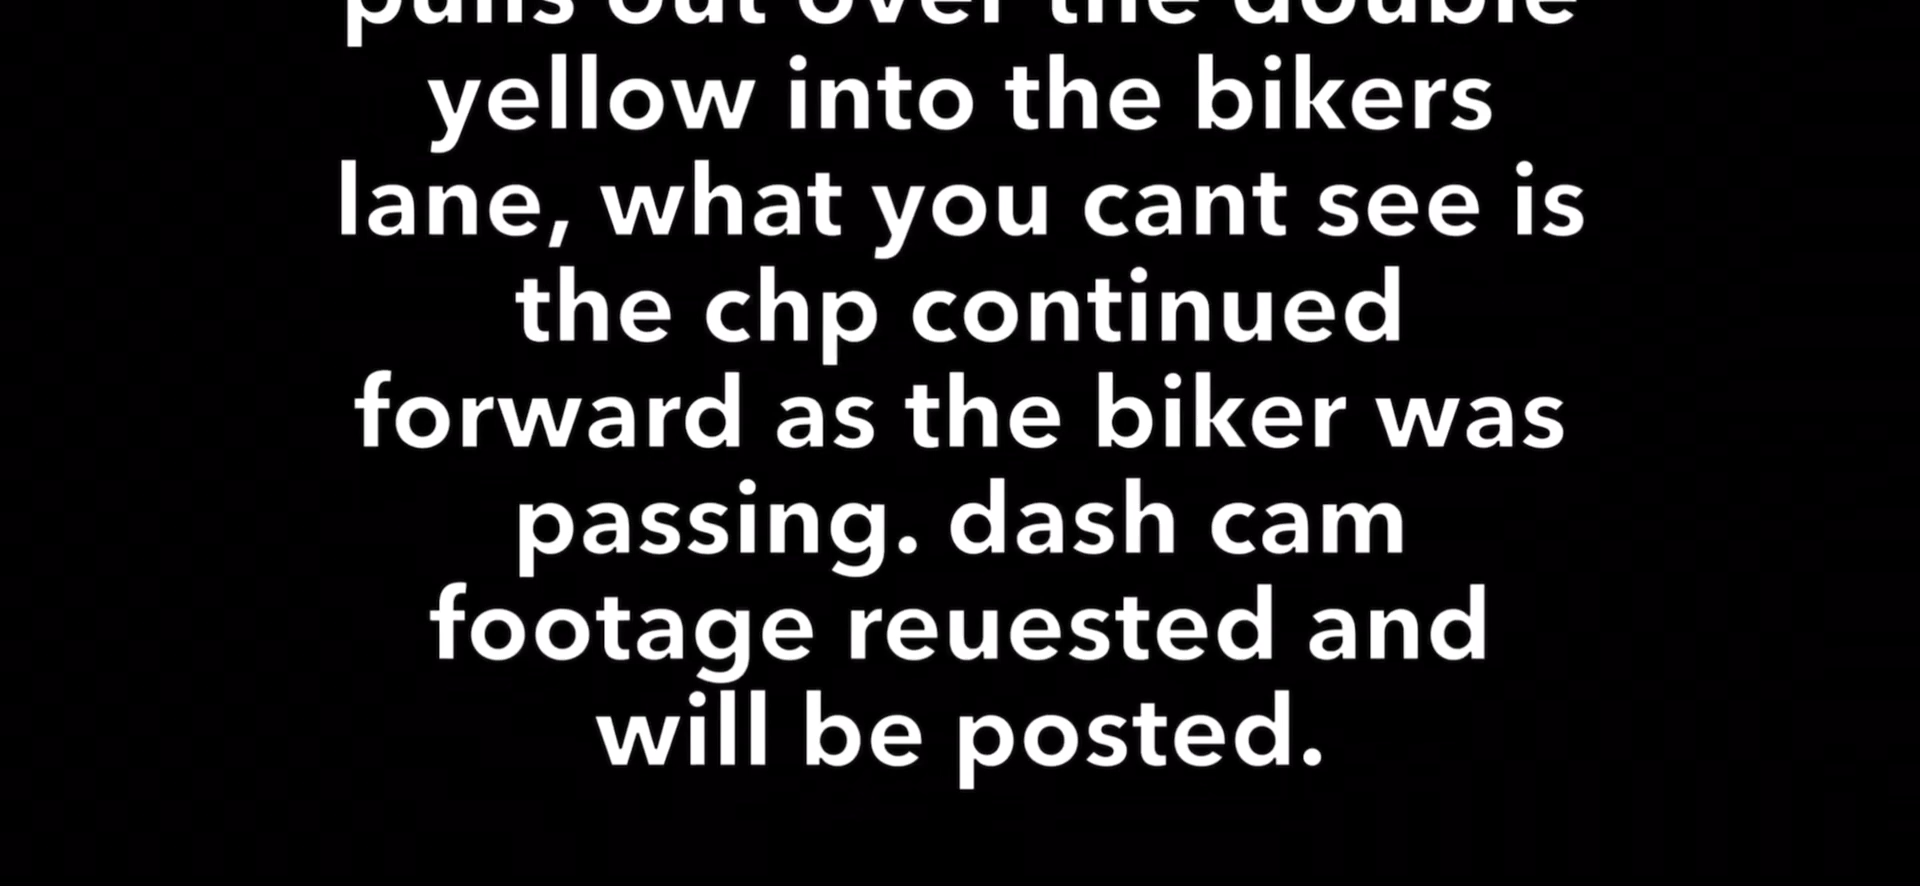 pulls out over the double
yellow into the bikers
lane, what you cant see is
the chp continued
forward as the biker was
passing. dash cam
footage reuested and
will be posted.